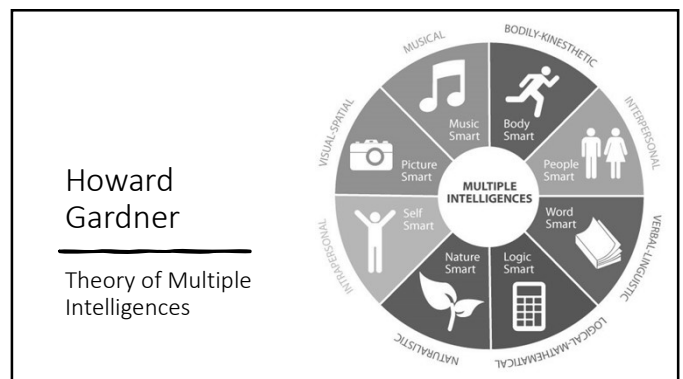 Howard
Gardner
Theory of Multiple
Intelligences
MUSICAL
BODILY-KINESTHETIC
INTERPERSONAL
VERBAL-LINGUISTIC
LOGICAL-MATHEMATICAL
NATURALISTIC
INTRAPERSONAL
VISUAL-SPATIAL
Music
Smart
Body
Smart
People
Smart
Word
Smart
Logic
Smart
Nature
Smart
Self
Smart
Picture
Smart
MULTIPLE
INTELLIGENCES